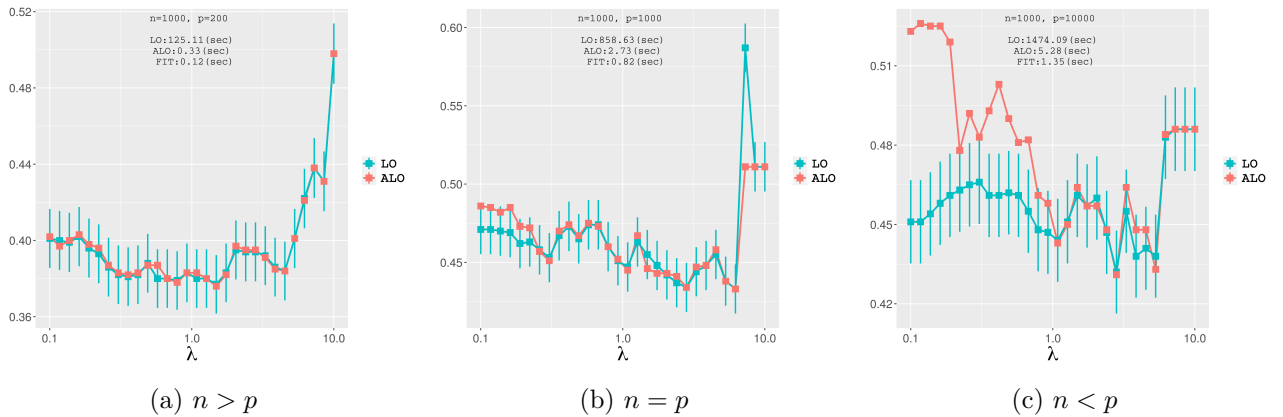 n=1000, p=200
LO:125.11(sec)
ALO:0.33(sec)
FIT:0.12(sec)
0.52
0.48
0.44
0.40
0.36
0.1
1.0
10.0
λ
LO
ALO
(a) n > p
n=1000, p=1000
LO:858.63(sec)
ALO:2.73(sec)
FIT:0.82(sec)
0.60
0.55
0.50
0.45
0.1
1.0
10.0
λ
LO
ALO
(b) n = p
n=1000, p=10000
LO:1474.09(sec)
ALO:5.28(sec)
FIT:1.35(sec)
0.51
0.48
0.45
0.42
0.1
1.0
10.0
λ
LO
ALO
(c) n < p